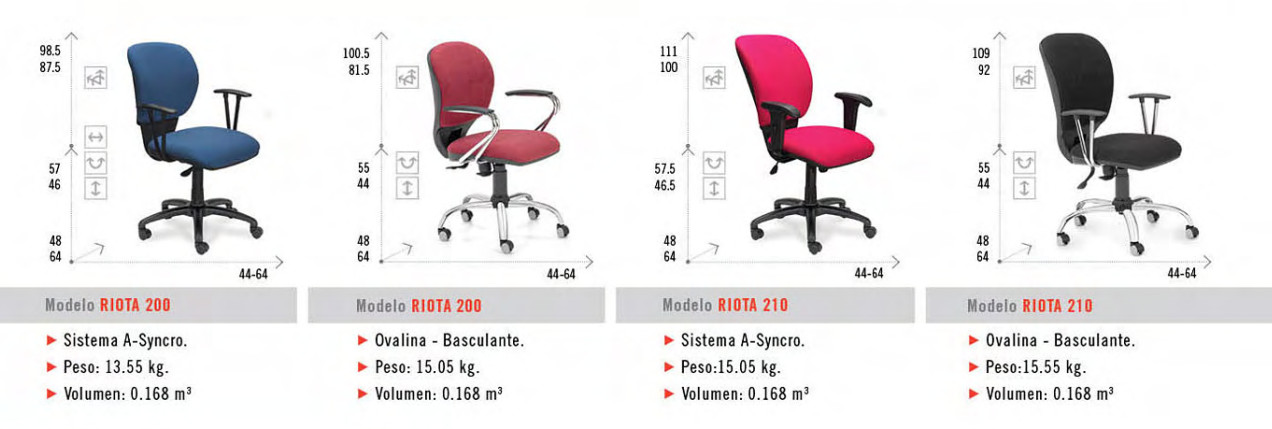 98.5
87.5
57
46
48
64
44-64
Modelo RIOTA 200
Sistema A-Syncro.
Peso: 13.55 kg.
Volumen: 0.168 m³
100.5
81.5
55
44
48
64
44-64
Modelo RIOTA 200
Ovalina - Basculante.
Peso: 15.05 kg.
Volumen: 0.168 m³
111
100
57.5
46.5
48
64
44-64
Modelo RIOTA 210
Sistema A-Syncro.
Peso:15.05 kg.
Volumen: 0.168 m³
109
92
55
44
48
64
44-64
Modelo RIOTA 210
Ovalina - Basculante.
Peso:15.55 kg.
Volumen: 0.168 m³